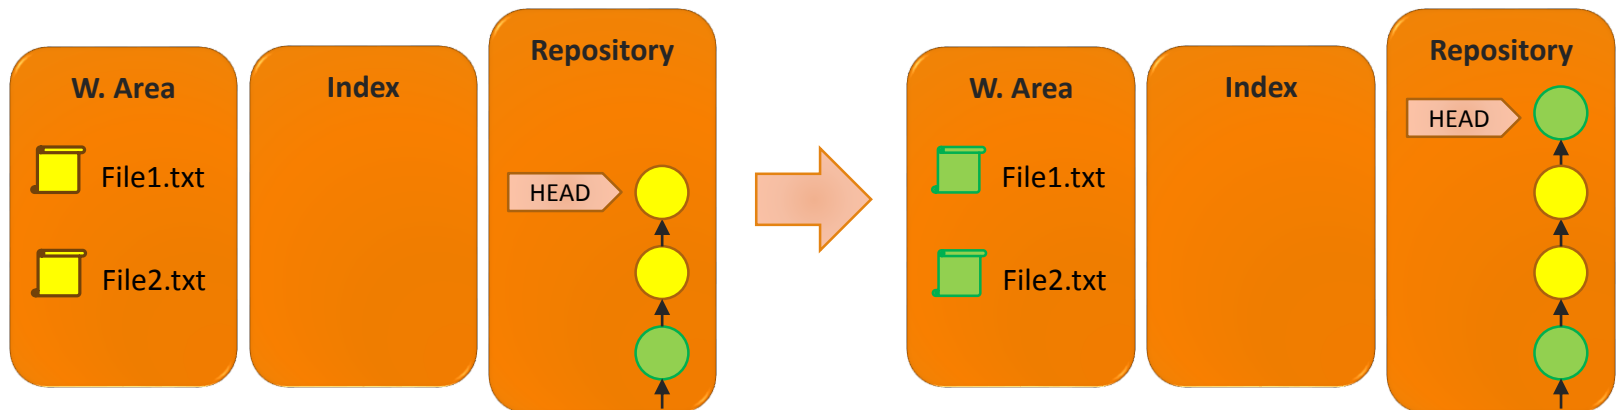 W. Area
Index
Repository
File1.txt
HEAD
File2.txt
W. Area
Index
Repository
HEAD
File1.txt
File2.txt